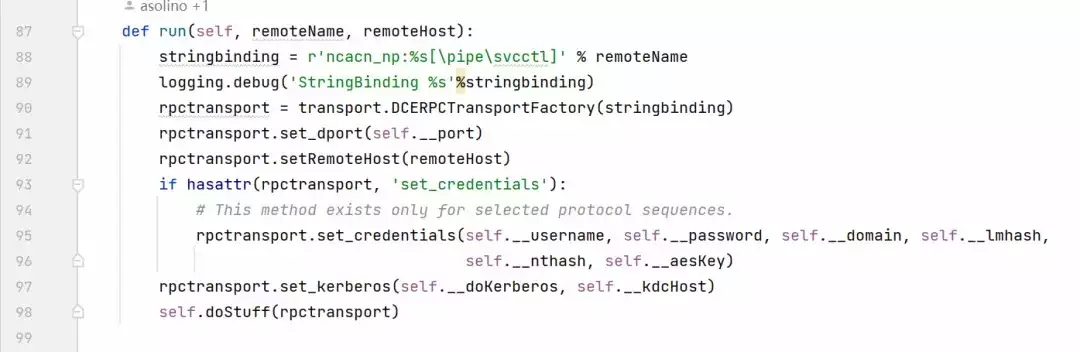 asolino +1
87 def run(self, remoteName, remoteHost):
88 stringbinding = r'ncacn_np:%s[\pipe\svcctl]' % remoteName
89 logging.debug('StringBinding %s'%stringbinding)
90 rpctransport = transport.DCERPCTransportFactory(stringbinding)
91 rpctransport.set_dport(self.__port)
92 rpctransport.setRemoteHost(remoteHost)
93 if hasattr(rpctransport, 'set_credentials'):
94 # This method exists only for selected protocol sequences.
95 rpctransport.set_credentials(self.__username, self.__password, self.__domain, self.__lmhash,
96 self.__nthash, self.__aesKey)
97 rpctransport.set_kerberos(self.__doKerberos, self.__kdcHost)
98 self.doStuff(rpctransport)
99